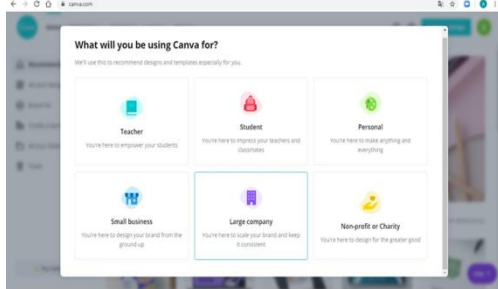 canva.com
What will you be using Canva for?
We'll use this to recommend designs and templates especially for you.
Teacher
You're here to empower your students
Student
You're here to impress your teachers and
classmates
Personal
You're here to make anything and
everything
Small business
You're here to design your brand from the
ground up
Large company
You're here to scale your brand and keep
it consistent
Non-profit or Charity
You're here to design for the greater good